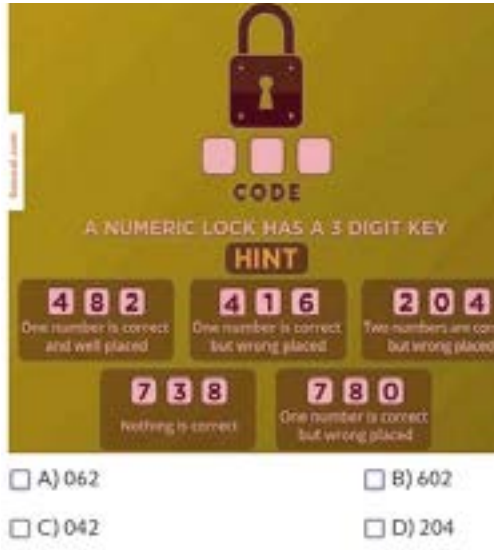 CODE
A NUMERIC LOCK HAS A 3 DIGIT KEY
HINT
4 8 2
One number is correct
and well placed
4 1 6
One number is correct
but wrong placed
2 0 4
Two numbers are cor
but wrong placed
7 3 8
Nothing is correct
7 8 0
One number is correct
but wrong placed
A) 062
B) 602
C) 042
D) 204